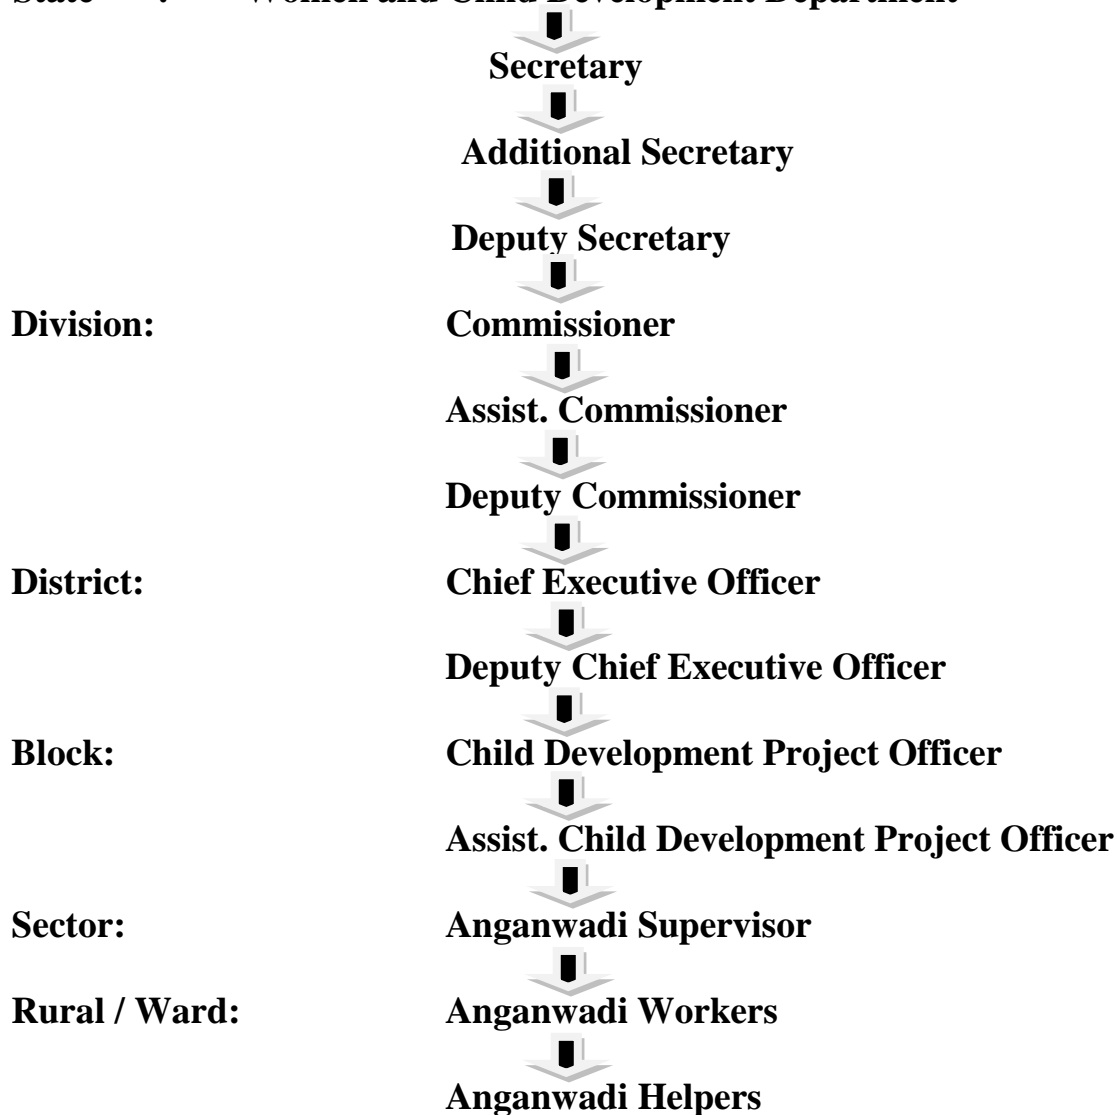 State : Women and Child Development Department
Secretary
Additional Secretary
Deputy Secretary
Division: Commissioner
Assist. Commissioner
Deputy Commissioner
District: Chief Executive Officer
Deputy Chief Executive Officer
Block: Child Development Project Officer
Assist. Child Development Project Officer
Sector: Anganwadi Supervisor
Rural / Ward: Anganwadi Workers
Anganwadi Helpers